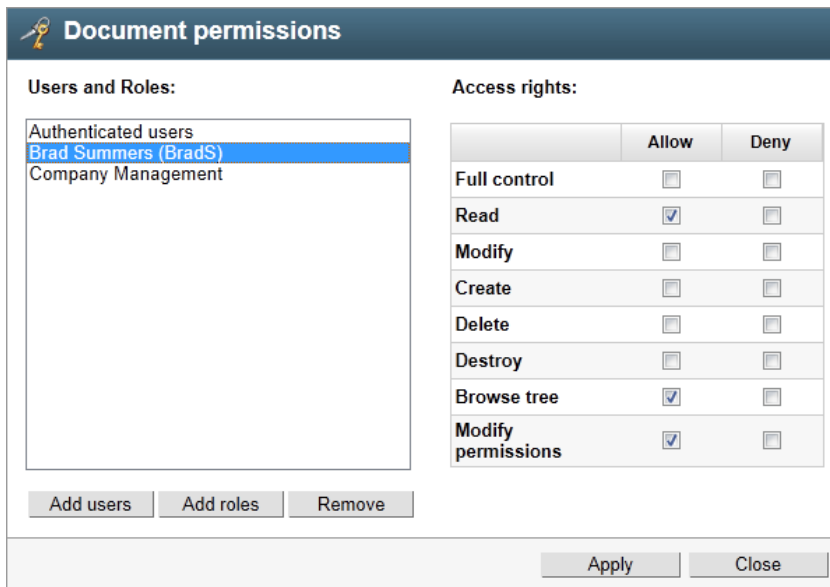 Document permissions
Users and Roles:
Access rights:
Authenticated users
Brad Summers (BradS)
Company Management
Allow Deny
Full control
Read
Modify
Create
Delete
Destroy
Browse tree
Modify
permissions
Add users Add roles Remove
Apply Close